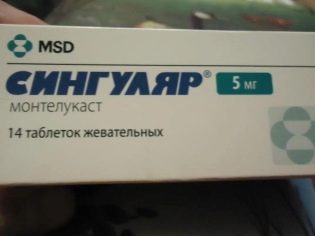 MSD
СИНГУЛЯР® 5 мг
монтелукаст
14 таблеток жевательных